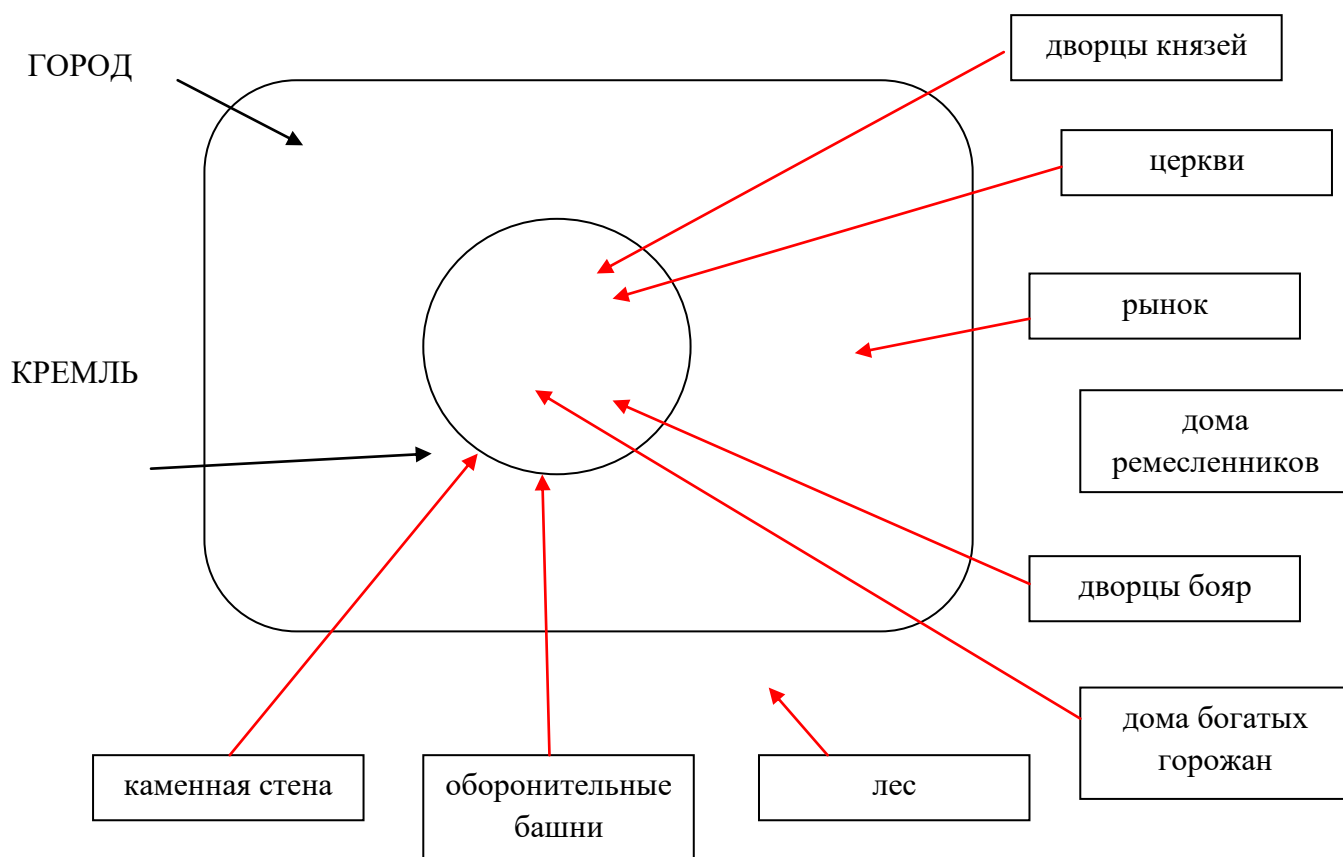 дворцы князей
ГОРОД
церкви
рынок
КРЕМЛЬ
дома
ремесленников
дворцы бояр
дома богатых
горожан
каменная стена
оборонительные
башни
лес